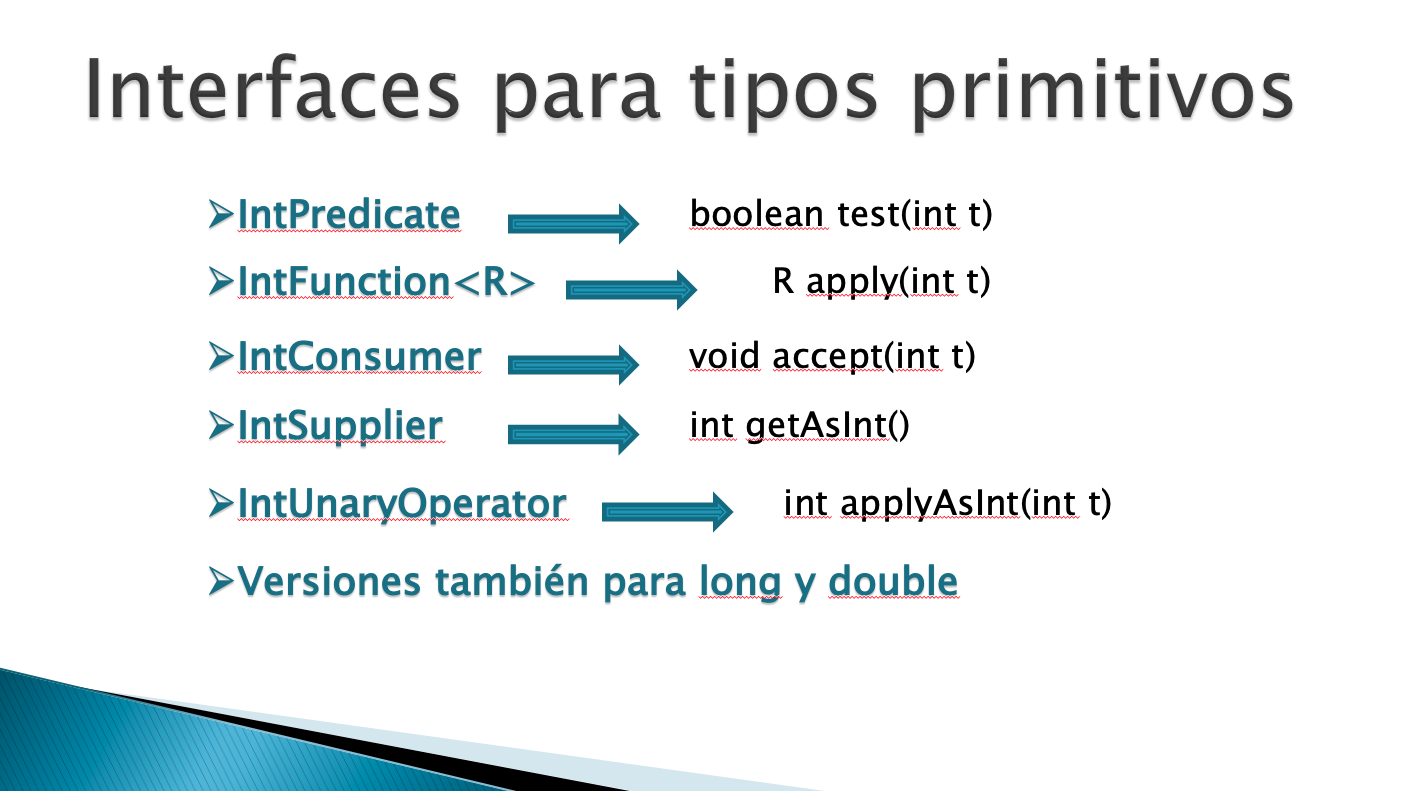 Interfaces para tipos primitivos
➢IntPredicate boolean test(int t)
➢IntFunction<R> R apply(int t)
➢IntConsumer void accept(int t)
➢IntSupplier int getAsInt()
➢IntUnaryOperator int applyAsInt(int t)
➢Versiones también para long y double